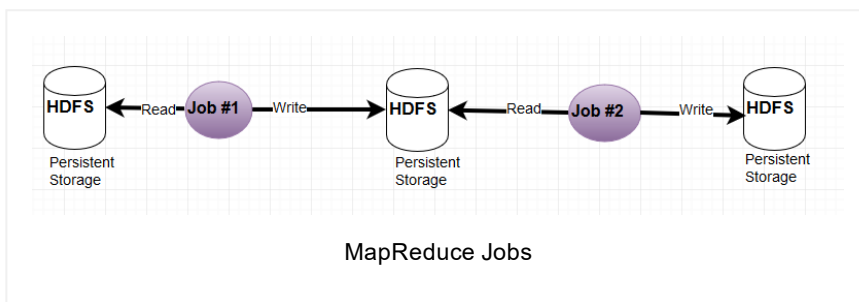 HDFS
Read
Job #1
Write
HDFS
Read
Job #2
Write
HDFS
Persistent
Storage
Persistent
Storage
Persistent
Storage
MapReduce Jobs